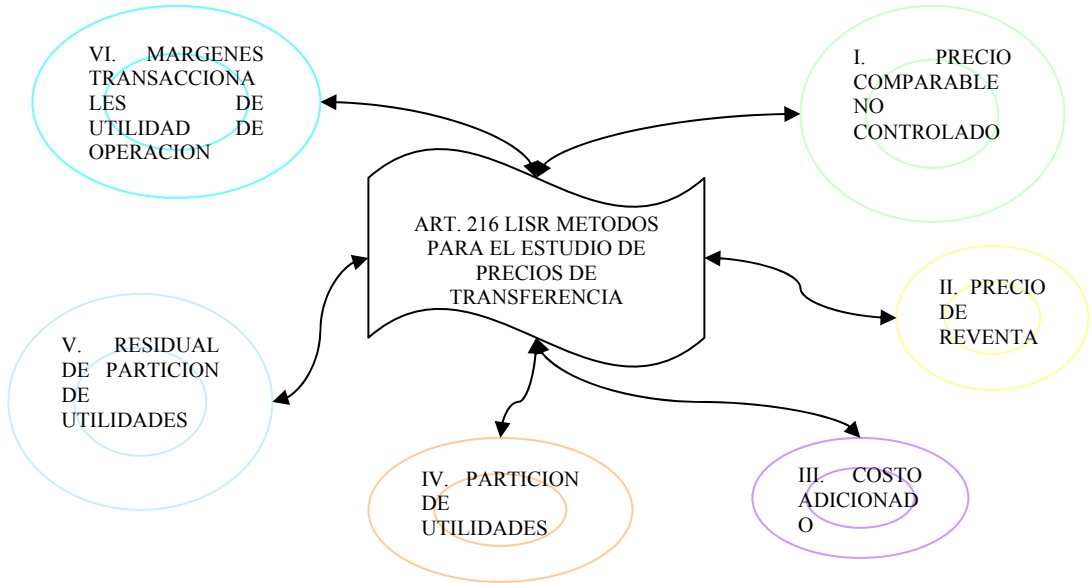 ART. 216 LISR METODOS
PARA EL ESTUDIO DE
PRECIOS DE
TRANSFERENCIA
I. PRECIO
COMPARABLE
NO
CONTROLADO
II. PRECIO
DE
REVENTA
III. COSTO
ADICIONAD
O
IV. PARTICION
DE
UTILIDADES
V. RESIDUAL
DE PARTICION
DE
UTILIDADES
VI. MARGENES
TRANSACCIONA
LES DE
UTILIDAD DE
OPERACION